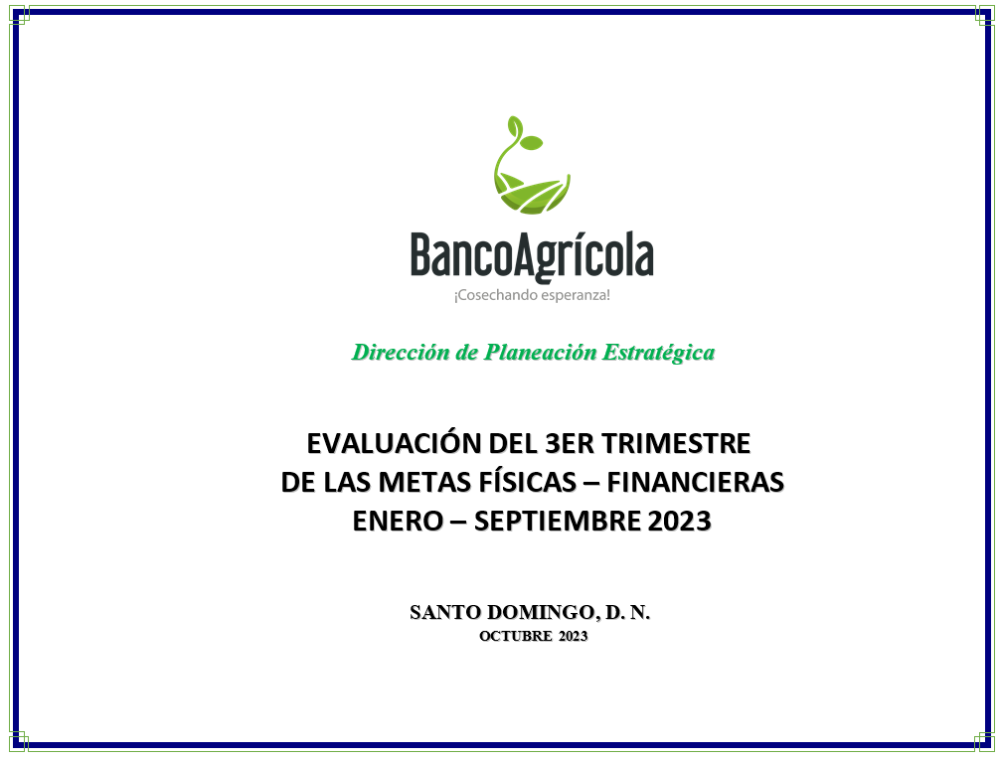 BancoAgrícola
¡Cosechando esperanza!
Dirección de Planeación Estratégica
EVALUACIÓN DEL 3ER TRIMESTRE
DE LAS METAS FÍSICAS – FINANCIERAS
ENERO – SEPTIEMBRE 2023
SANTO DOMINGO, D. N.
OCTUBRE 2023